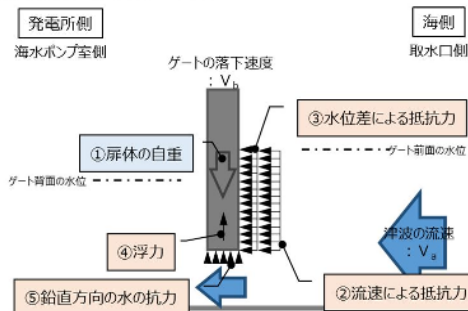 発電所側
海水ポンプ室側
海側
取水口側
ゲートの落下速度
：Vb
③水位差による抵抗力
①扉体の自重
ゲート前面の水位
ゲート背面の水位
津波の流速
：Va
④浮力
⑤鉛直方向の水の抗力
②流速による抵抗力